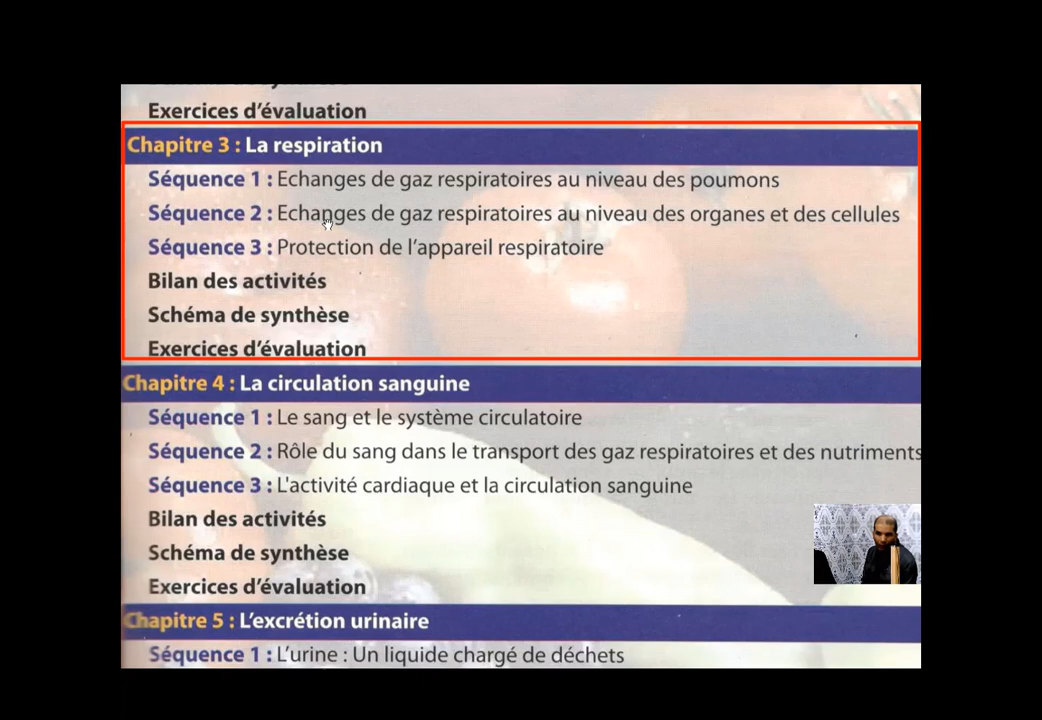 Exercices d'évaluation
Chapitre 3 : La respiration
Séquence 1 : Echanges de gaz respiratoires au niveau des poumons
Séquence 2 : Echanges de gaz respiratoires au niveau des organes et des cellules
Séquence 3 : Protection de l'appareil respiratoire
Bilan des activités
Schéma de synthèse
Exercices d'évaluation
Chapitre 4 : La circulation sanguine
Séquence 1 : Le sang et le système circulatoire
Séquence 2 : Rôle du sang dans le transport des gaz respiratoires et des nutriments
Séquence 3 : L'activité cardiaque et la circulation sanguine
Bilan des activités
Schéma de synthèse
Exercices d'évaluation
Chapitre 5 : L'excrétion urinaire
Séquence 1 : L'urine : Un liquide chargé de déchets